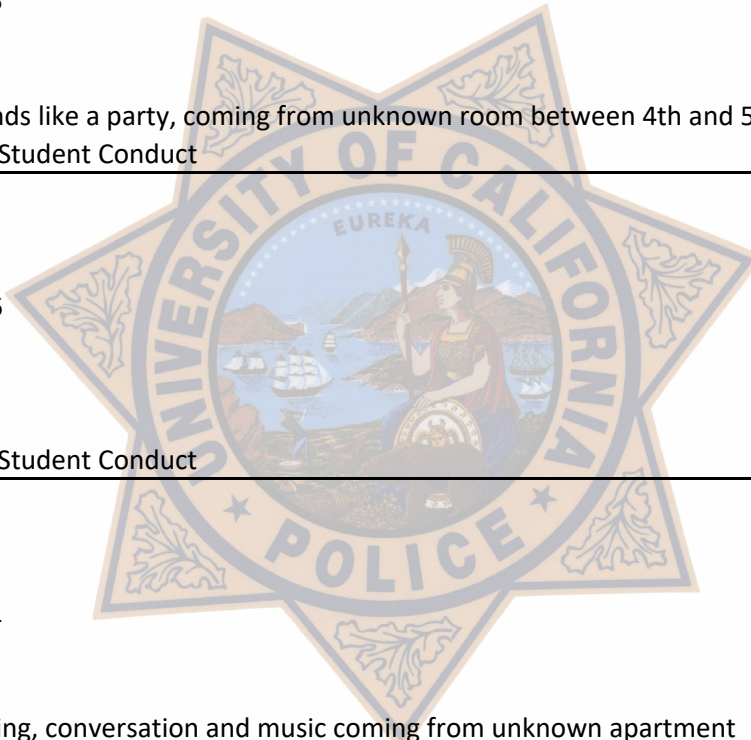 nds like a party, coming from unknown room between 4th and 5
Student Conduct
UNIVERSITY OF CALIFORNIA
EUREKA
Student Conduct
POLICE
ing, conversation and music coming from unknown apartment